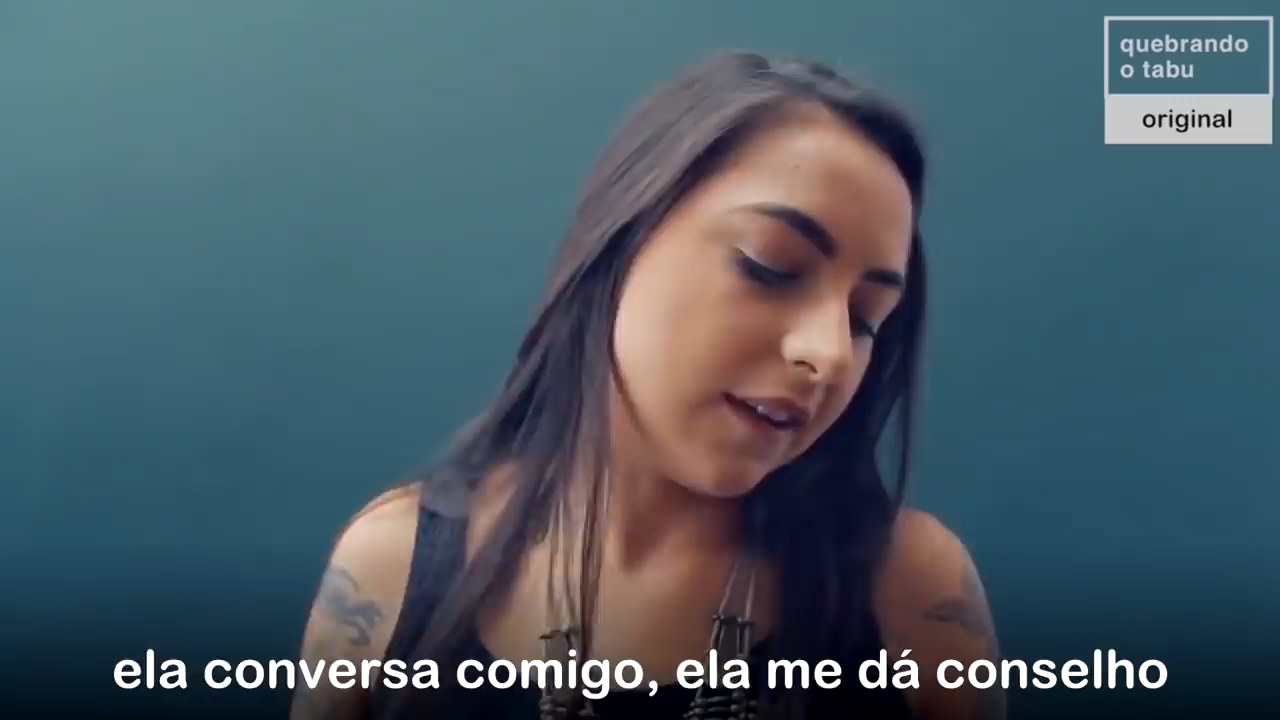 quebrando
o tabu
original
ela conversa comigo, ela me dá conselho